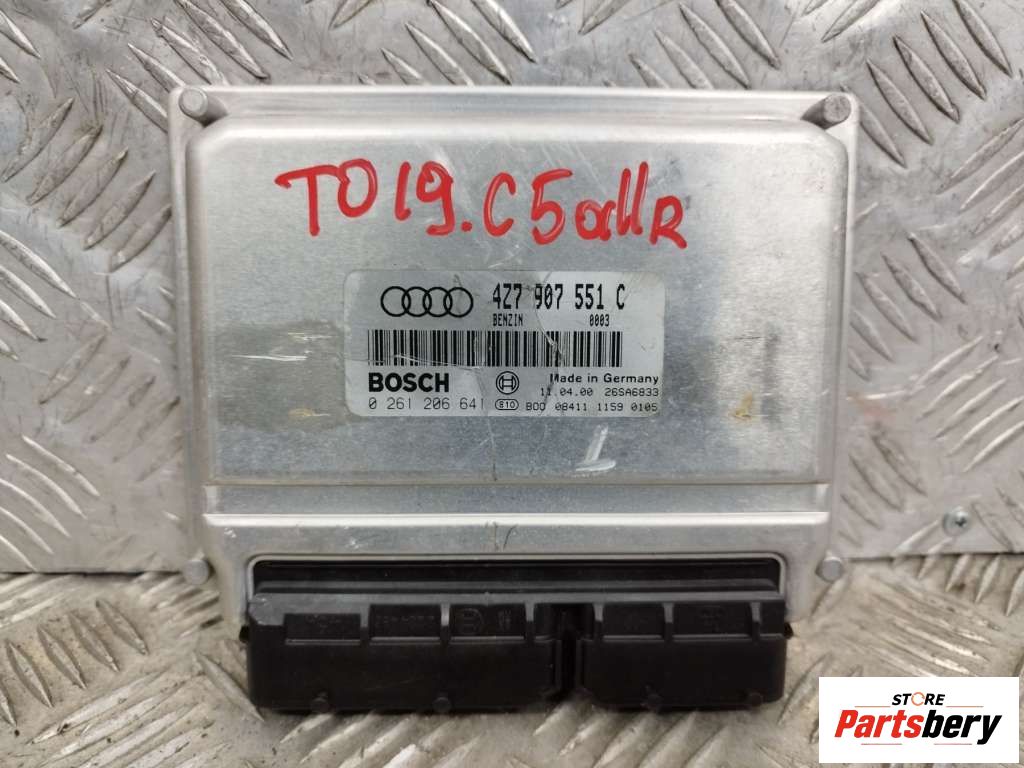 TO19.C5allR
4Z7 907 551 C
BENZIN 0003
BOSCH Made in Germany
11.04.00 26SA6833
0 261 206 641 E10 BOO 08411 1159 0105
STORE
Partsbery